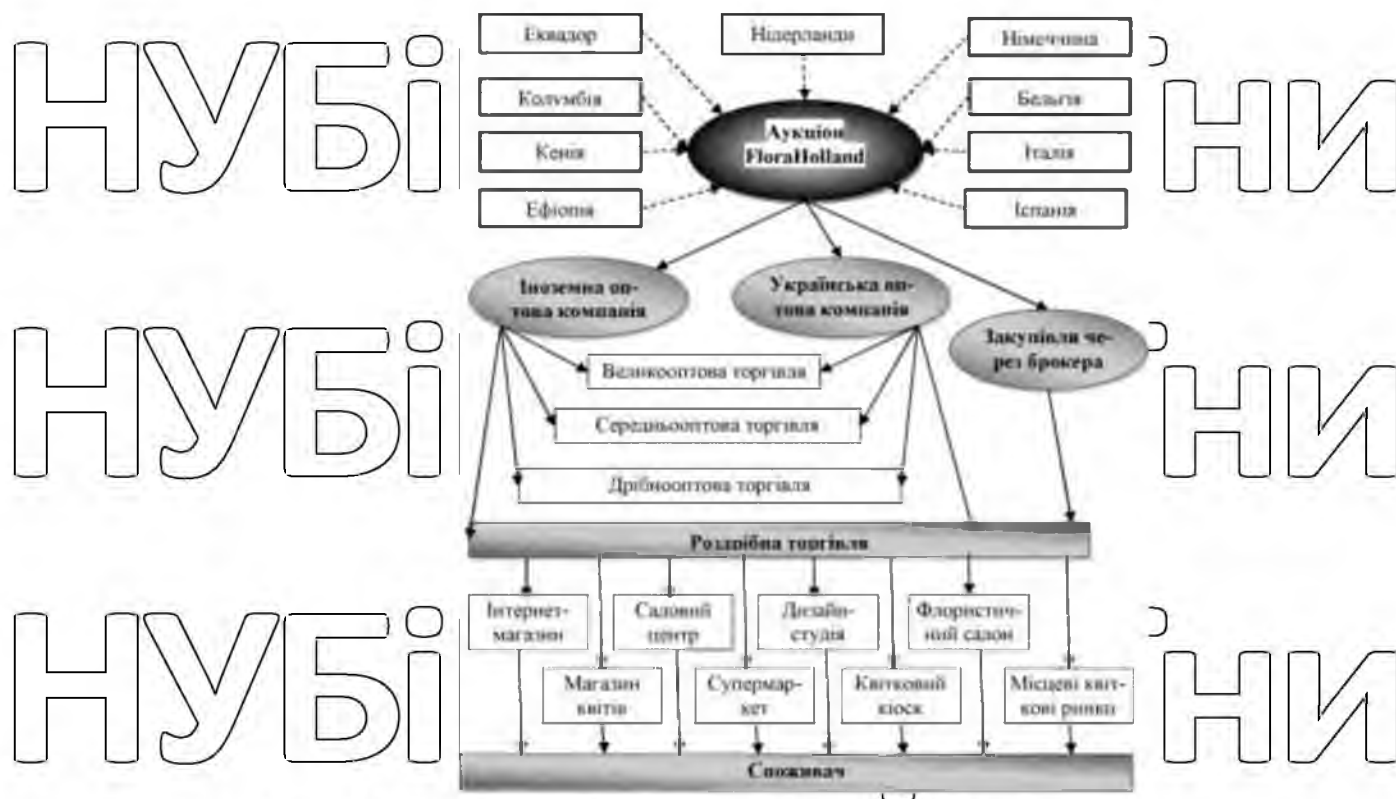 Еквадор
Нідерланди
Німеччина
НУБі
НИ
Колумбія
Бельгія
Аукціон
FloraHolland
Кенія
Італія
Ефіопія
Іспанія
Іноземна оп-
това компанія
Українська оп-
това компанія
Закупівля че-
рез брокера
НУБі
НИ
Великооптова торгівля
Середньооптова торгівля
Дрібнооптова торгівля
Роздрібна торгівля
Інтернет-
магазин
Садовий
центр
Дизайн-
студія
Флористич-
ний салон
НУБі
НИ
Магазин
квітів
Супермар-
кет
Квітковий
кіоск
Місцеві квіт-
кові ринки
Споживач